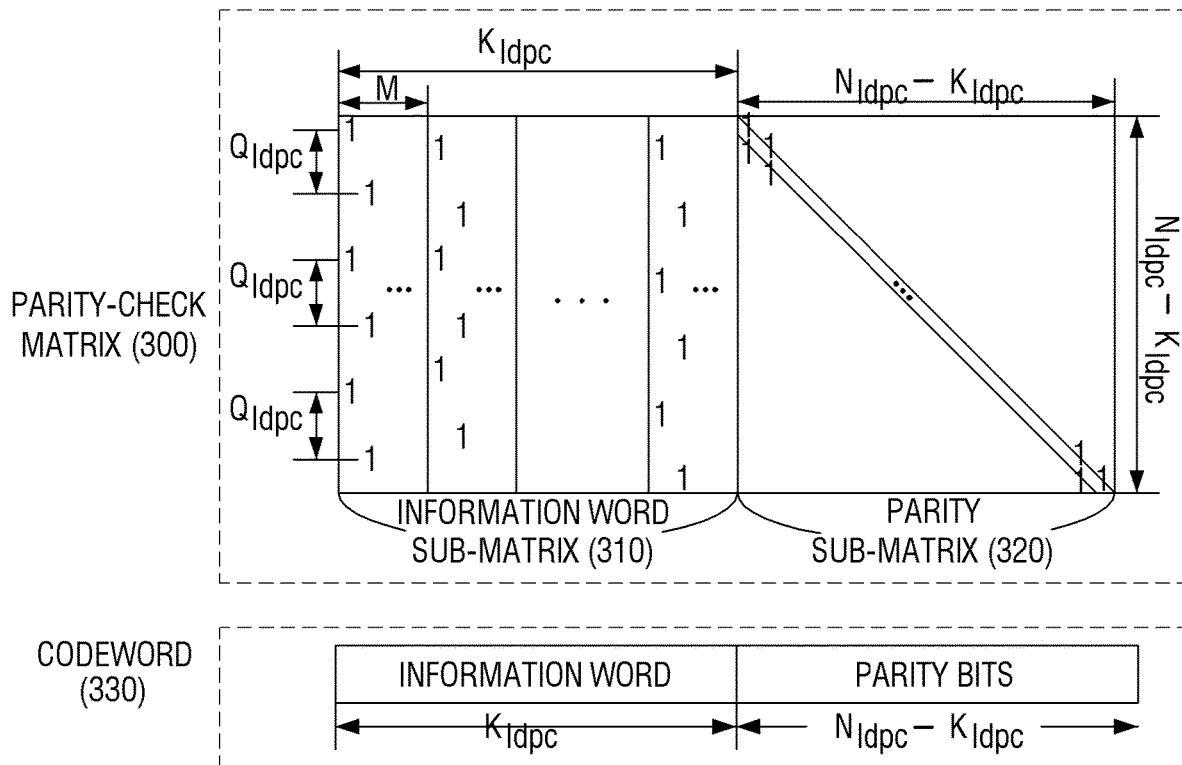 K_ldpc
M
N_ldpc – K_ldpc
1 1
Q_ldpc 1 1 1 1
1
1
1 1
1 1
Q_ldpc 1
...
... ... . . . ...
1 1
1
1
1
Q_ldpc 1
1
1 1
1 1
1 1
N_ldpc – K_ldpc
PARITY-CHECK
MATRIX (300)
INFORMATION WORD
SUB-MATRIX (310)
PARITY
SUB-MATRIX (320)
CODEWORD
(330)
INFORMATION WORD
PARITY BITS
K_ldpc
N_ldpc – K_ldpc